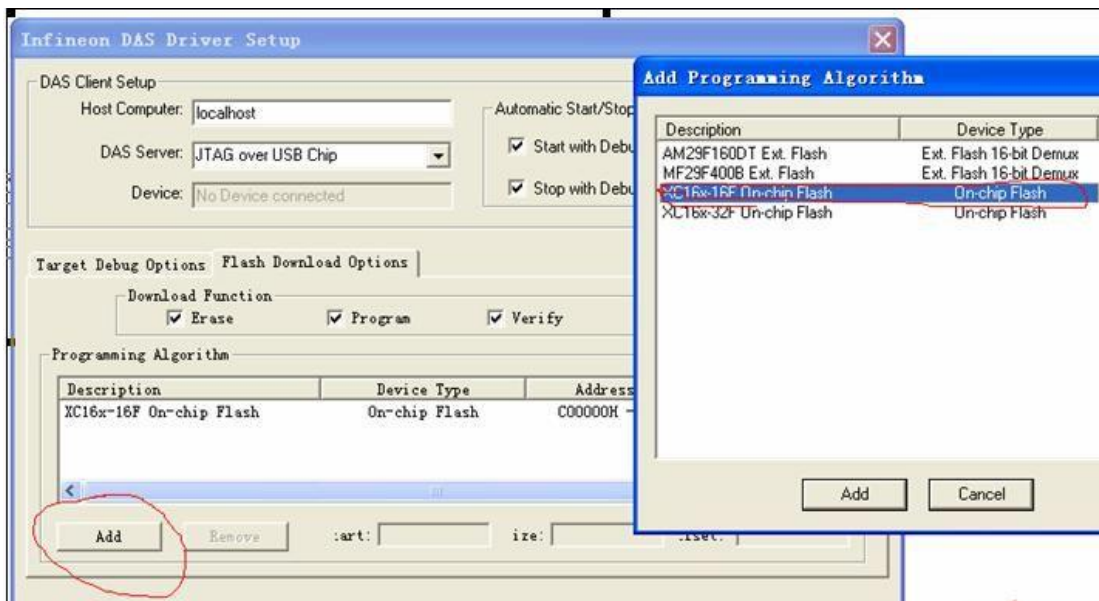 Infineon DAS Driver Setup
DAS Client Setup
Host Computer: localhost
DAS Server: JTAG over USB Chip
Device: No Device connected
Automatic Start/Stop
Start with Debu
Stop with Debu
Target Debug Options Flash Download Options
Download Function
Erase Program Verify
Programming Algorithm
Description Device Type Address
XC16x-16F On-chip Flash On-chip Flash C00000H -
Add Remove :art: ize:
Add Programming Algorithm
Description Device Type
AM29F160DT Ext. Flash Ext. Flash 16-bit Demux
MF29F400B Ext. Flash Ext. Flash 16-bit Demux
XC16x-16F On-chip Flash On-chip Flash
XC16x-32F On-chip Flash On-chip Flash
Add Cancel